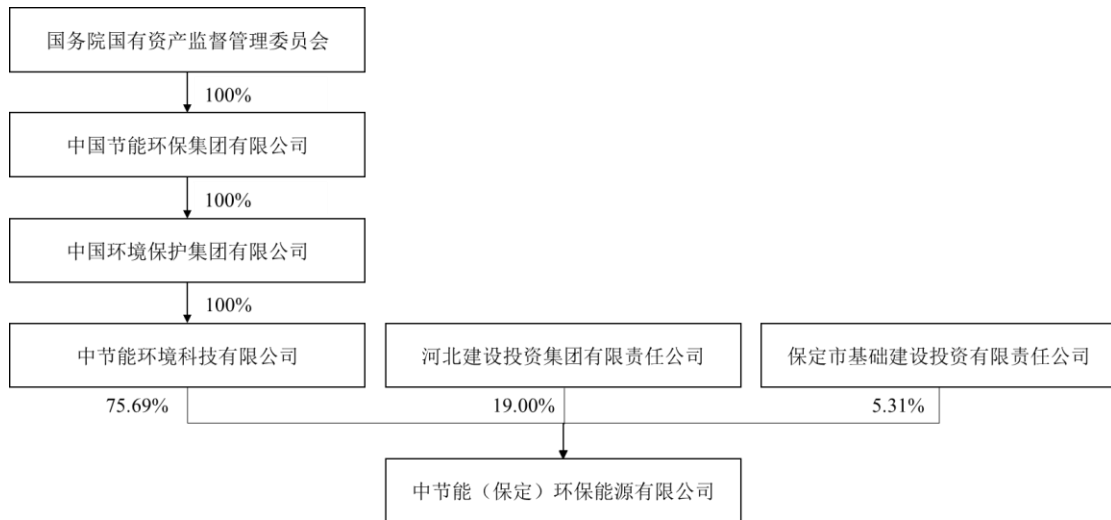 国务院国有资产监督管理委员会
100%
中国节能环保集团有限公司
100%
中国环境保护集团有限公司
100%
中节能环境科技有限公司
河北建设投资集团有限责任公司
保定市基础建设投资有限责任公司
75.69%
19.00%
5.31%
中节能（保定）环保能源有限公司